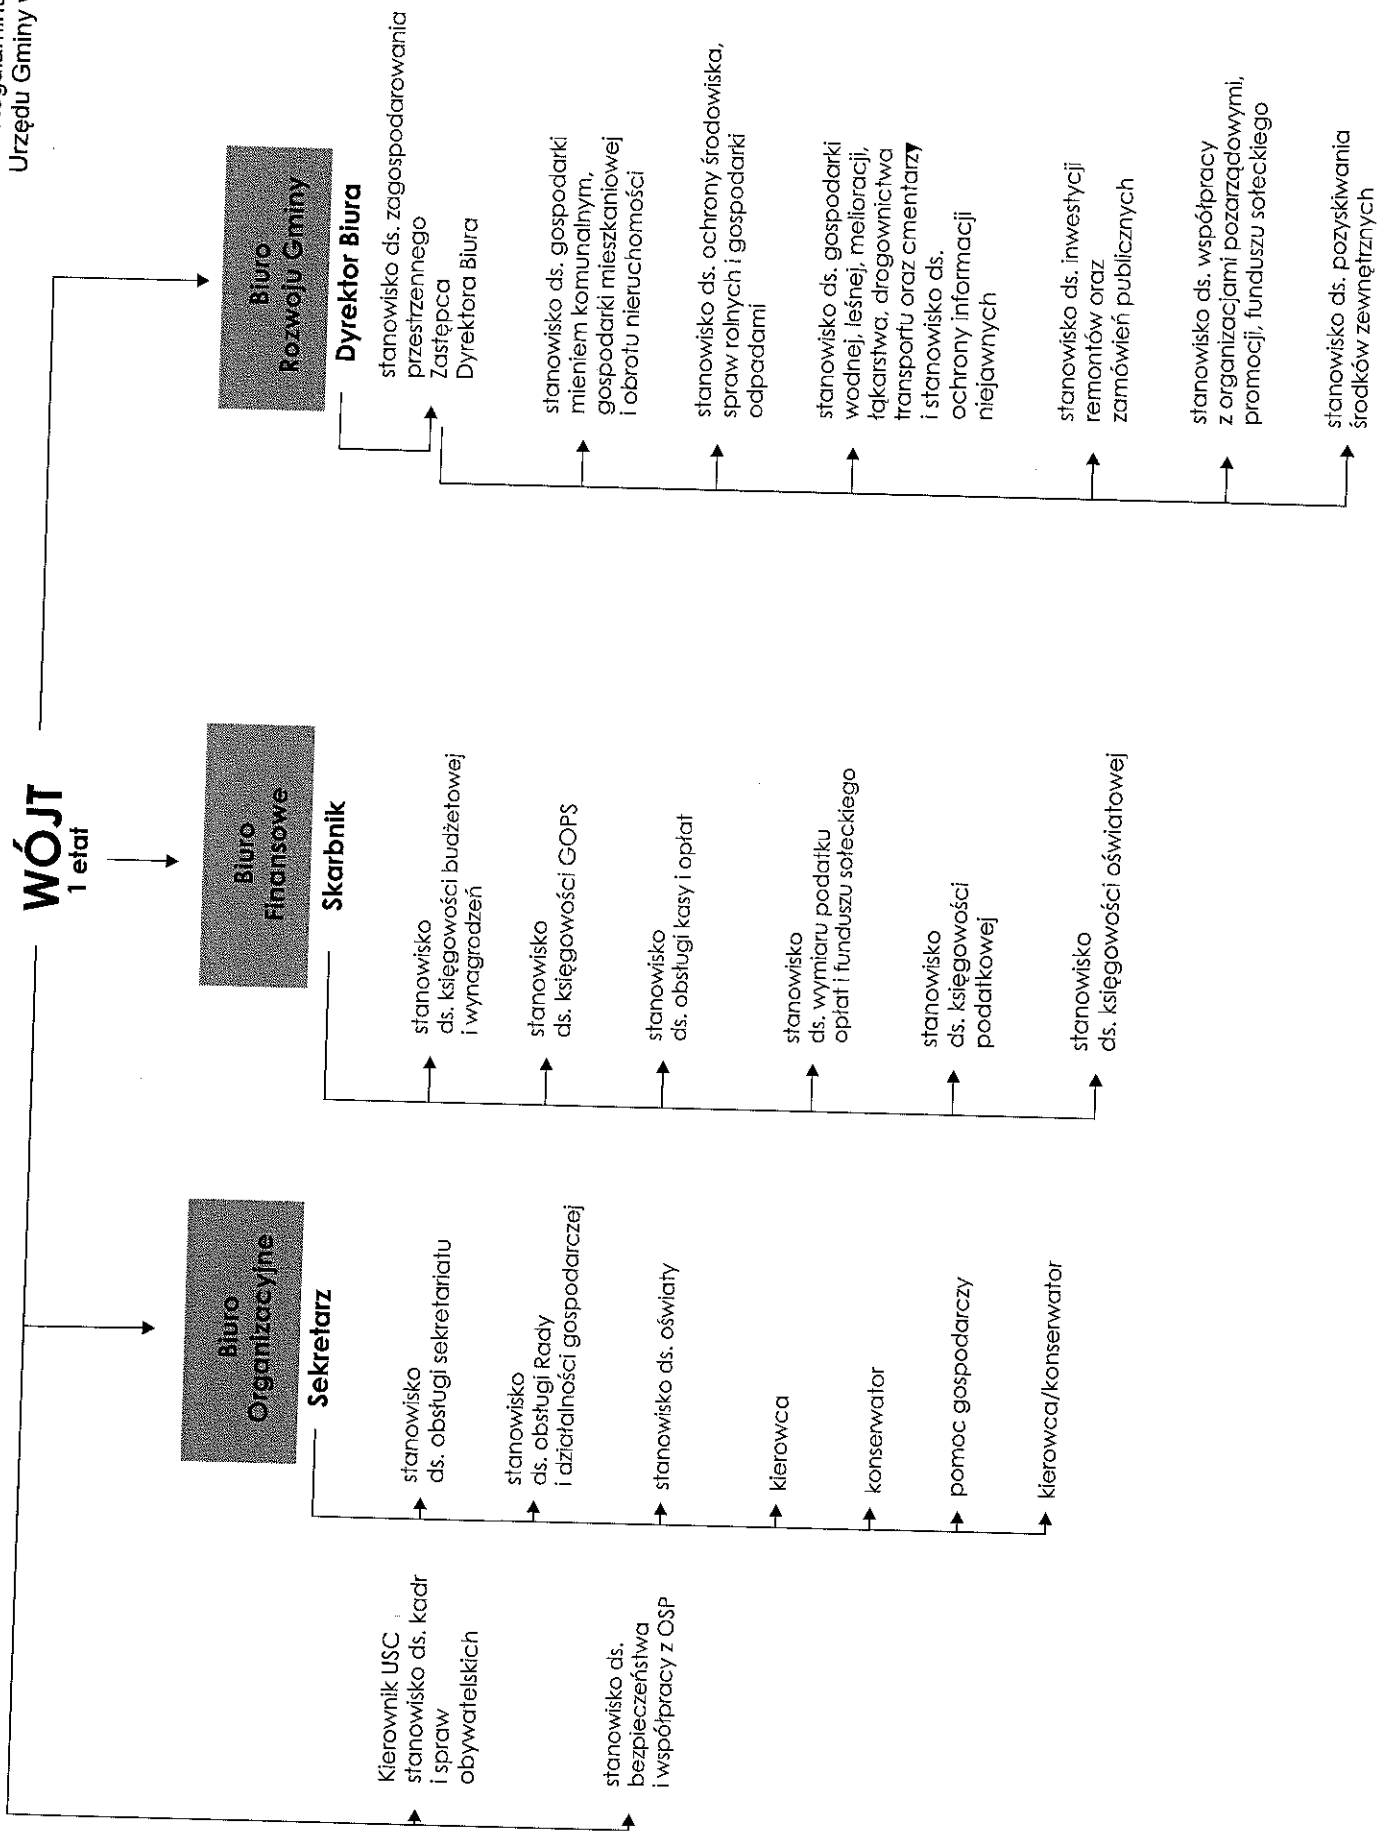 Urzędu Gminy
WÓJT
1 etat
Biuro
Organizacyjne
Sekretarz
Biuro
Finansowe
Skarbnik
Biuro
Rozwoju Gminy
Dyrektor Biura
Kierownik USC
stanowisko ds. kadr
i spraw
obywatelskich
stanowisko ds.
bezpieczeństwa
i współpracy z OSP
stanowisko
ds. obsługi sekretariatu
stanowisko
ds. obsługi Rady
i działalności gospodarczej
stanowisko ds. oświaty
kierowca
konserwator
pomoc gospodarczy
kierowca/konserwator
stanowisko
ds. księgowości budżetowej
i wynagrodzeń
stanowisko
ds. księgowości GOPS
stanowisko
ds. obsługi kasy i opłat
stanowisko
ds. wymiaru podatku
opłat i funduszu sołeckiego
stanowisko
ds. księgowości
podatkowej
stanowisko
ds. księgowości oświatowej
stanowisko ds. zagospodarowania
przestrzennego
Zastępca
Dyrektora Biura
stanowisko ds. gospodarki
mieniem komunalnym,
gospodarki mieszkaniowej
i obrotu nieruchomości
stanowisko ds. ochrony środowiska,
spraw rolnych i gospodarki
odpadami
stanowisko ds. gospodarki
wodnej, leśnej, melioracji,
łąkarstwa, drogownictwa
transportu oraz cmentarzy
i stanowisko ds.
ochrony informacji
niejawnych
stanowisko ds. inwestycji
remontów oraz
zamówień publicznych
stanowisko ds. współpracy
z organizacjami pozarządowymi,
promocji, funduszu sołeckiego
stanowisko ds. pozyskiwania
środków zewnętrznych